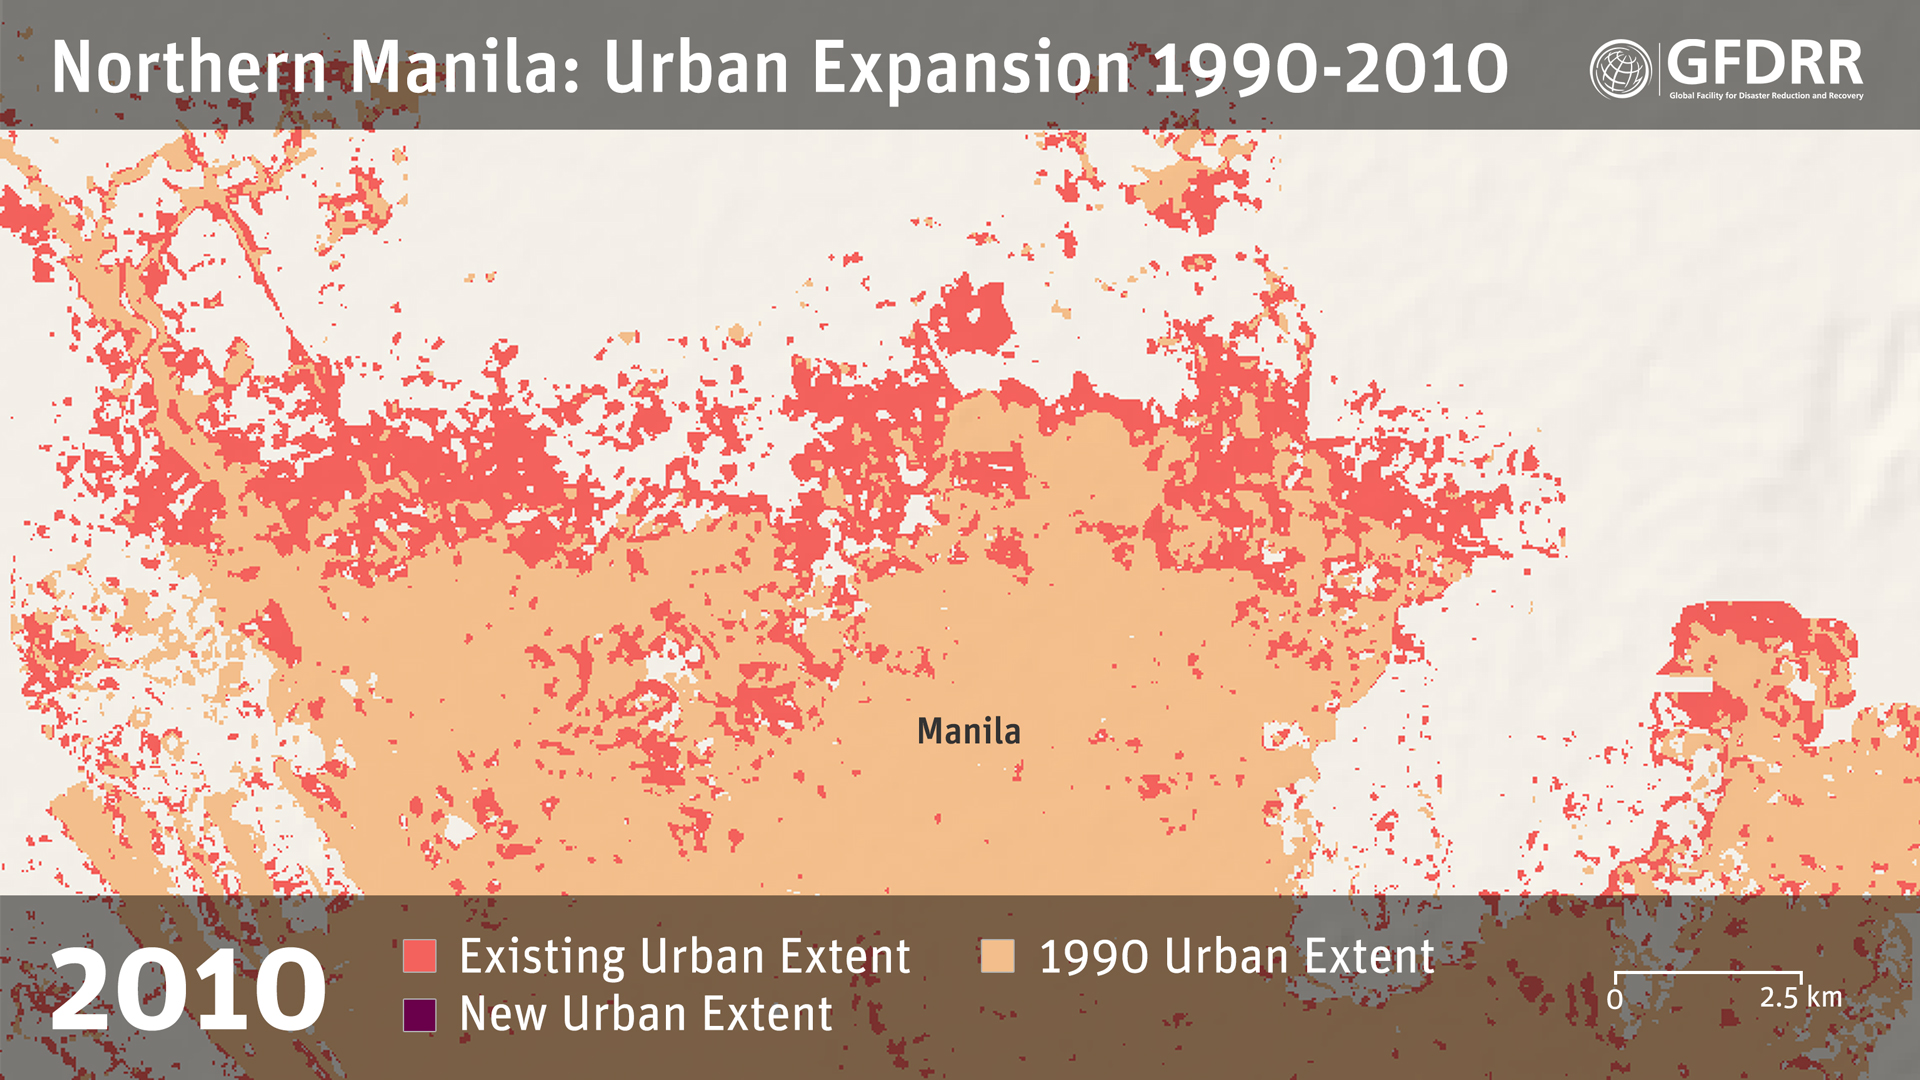 Northern Manila: Urban Expansion 1990-2010
GFDRR
Global Facility for Disaster Reduction and Recovery
Manila
2010
Existing Urban Extent
1990 Urban Extent
New Urban Extent
0
2.5 km